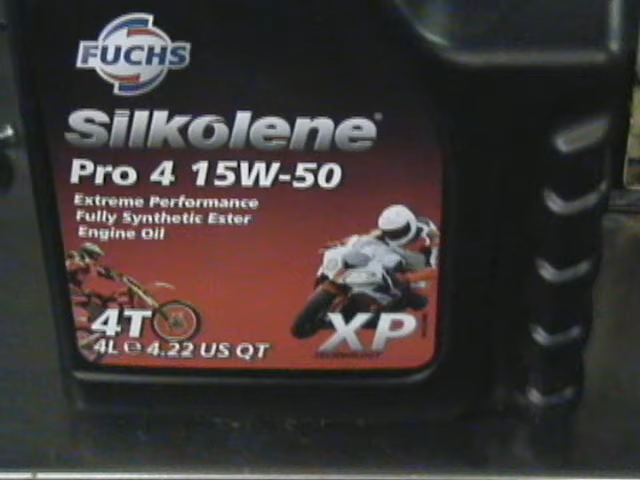 FUCHS
Silkolene®
Pro 4 15W-50
Extreme Performance
Fully Synthetic Ester
Engine Oil
4T
4L e 4.22 US QT
XP
TECHNOLOGY